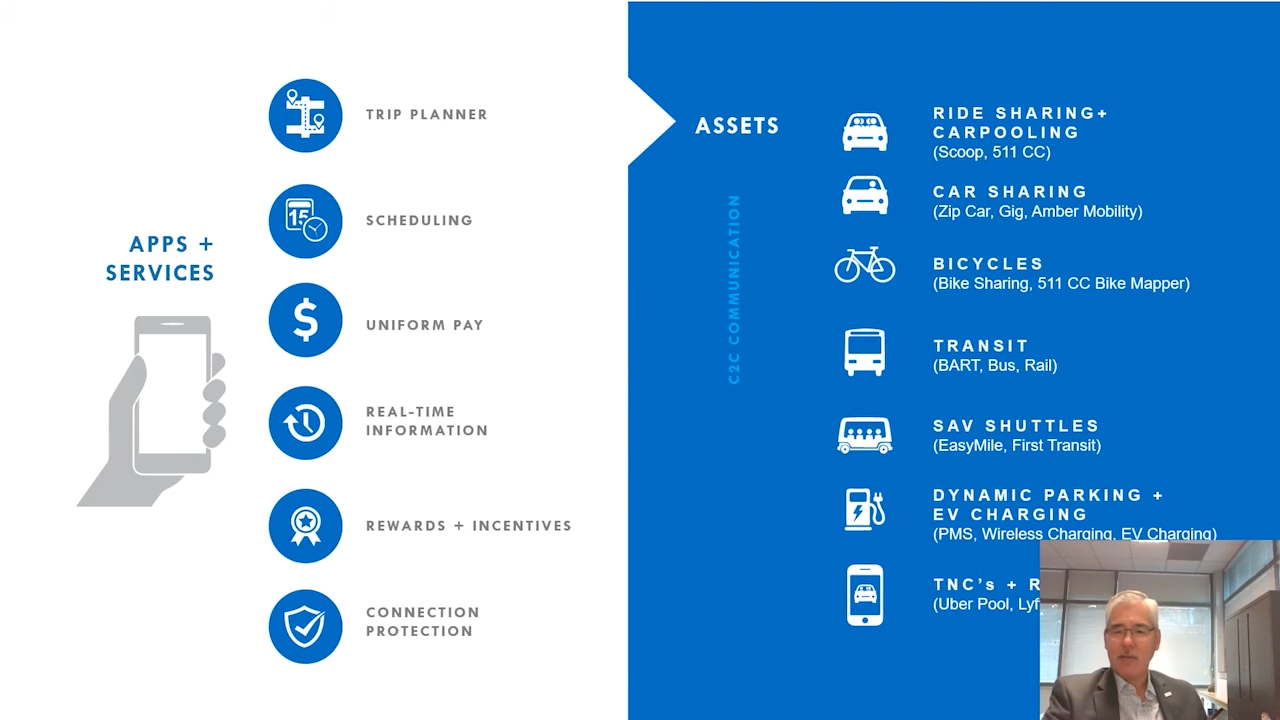 APPS +
SERVICES
TRIP PLANNER
SCHEDULING
15
$
UNIFORM PAY
REAL-TIME
INFORMATION
REWARDS + INCENTIVES
CONNECTION
PROTECTION
ASSETS
C2C COMMUNICATION
RIDE SHARING+
CARPOOLING
(Scoop, 511 CC)
CAR SHARING
(Zip Car, Gig, Amber Mobility)
BICYCLES
(Bike Sharing, 511 CC Bike Mapper)
TRANSIT
(BART, Bus, Rail)
SAV SHUTTLES
(EasyMile, First Transit)
DYNAMIC PARKING +
EV CHARGING
(PMS, Wireless Charging, EV Charging)
TNC's +
(Uber Pool,